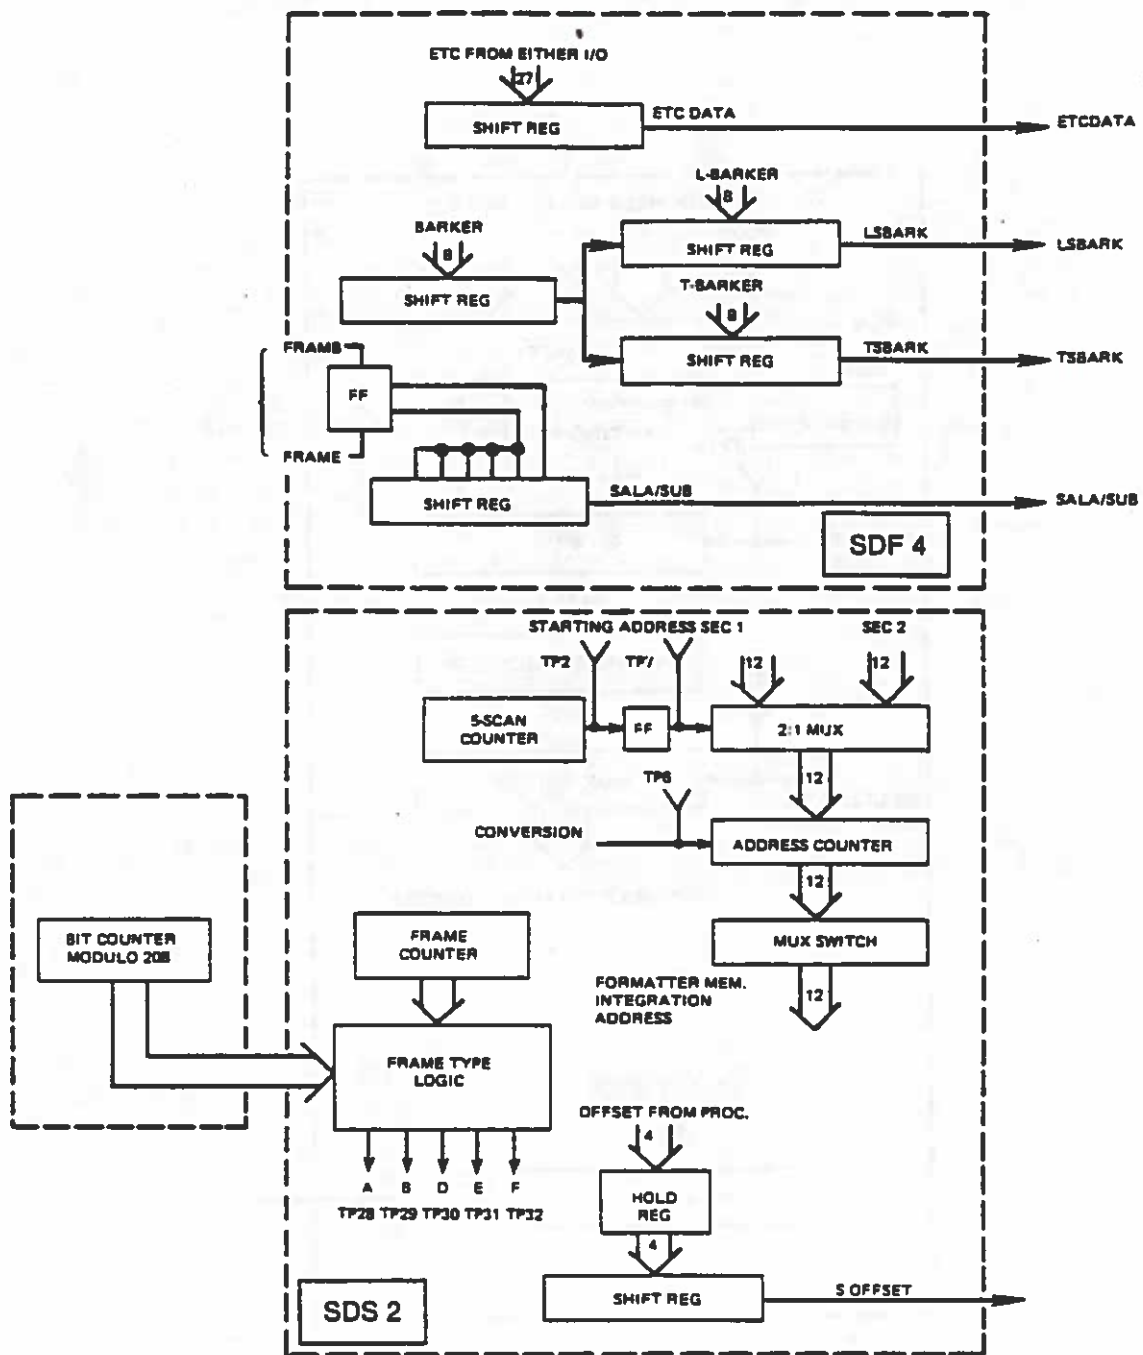 ETC FROM EITHER I/O
27
SHIFT REG
ETC DATA
ETCDATA
L-BARKER
8
SHIFT REG
LSBARK
LSBARK
BARKER
8
SHIFT REG
T-BARKER
8
SHIFT REG
TSBARK
TSBARK
FRAMB
FF
FRAME
SHIFT REG
SALA/SUB
SALA/SUB
SDF 4
STARTING ADDRESS SEC 1
SEC 2
TP2
TP7
12
12
5-SCAN
COUNTER
FF
2:1 MUX
TP6
12
CONVERSION
ADDRESS COUNTER
12
MUX SWITCH
FORMATTER MEM.
INTEGRATION
ADDRESS
12
BIT COUNTER
MODULO 208
FRAME
COUNTER
FRAME TYPE
LOGIC
A B D E F
TP28 TP29 TP30 TP31 TP32
OFFSET FROM PROC.
4
HOLD
REG
4
SHIFT REG
S OFFSET
SDS 2